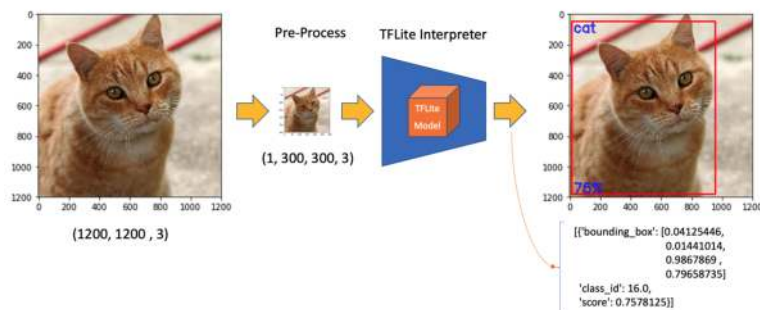 Pre-Process
TFLite Interpreter
0
200
400
600
800
1000
1200
0 200 400 600 800 1000 1200
(1200, 1200 , 3)
(1, 300, 300, 3)
TFLite
Model
cat
76%
0
200
400
600
800
1000
1200
0 200 400 600 800 1000 1200
[{'bounding_box': [0.04125446,
0.01441014,
0.9867869 ,
0.79658735]
'class_id': 16.0,
'score': 0.7578125}]